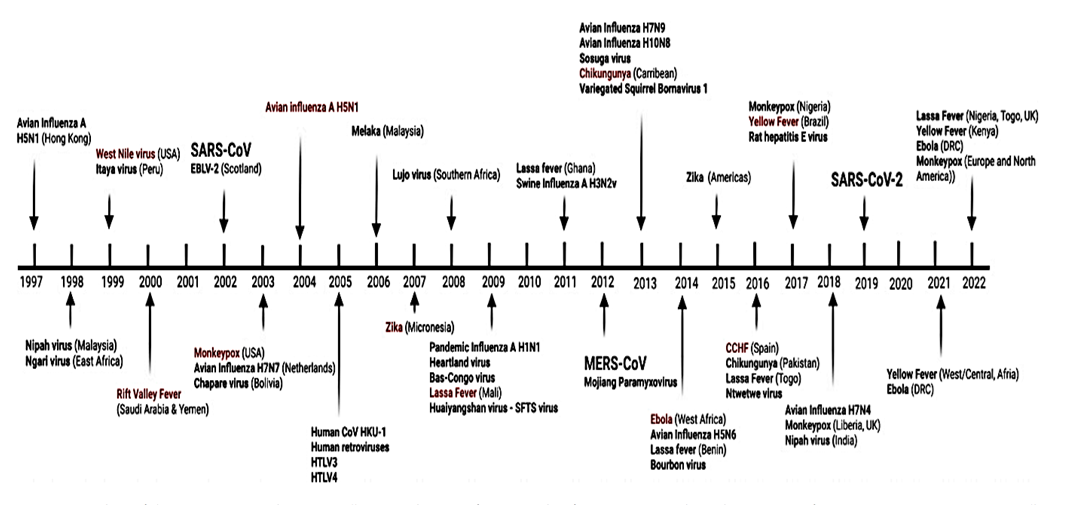 Avian Influenza H7N9
Avian Influenza H10N8
Sosuga virus
Chikungunya (Carribean)
Variegated Squirrel Bornavirus 1
Avian Influenza A
H5N1 (Hong Kong)
West Nile virus (USA)
Itaya virus (Peru)
SARS-CoV
EBLV-2 (Scotland)
Avian influenza A H5N1
Melaka (Malaysia)
Lujo virus (Southern Africa)
Lassa fever (Ghana)
Swine Influenza A H3N2v
Zika (Americas)
Monkeypox (Nigeria)
Yellow Fever (Brazil)
Rat hepatitis E virus
SARS-CoV-2
Lassa Fever (Nigeria, Togo, UK)
Yellow Fever (Kenya)
Ebola (DRC)
Monkeypox (Europe and North
America))
1997 1998 1999 2000 2001 2002 2003 2004 2005 2006 2007 2008 2009 2010 2011 2012 2013 2014 2015 2016 2017 2018 2019 2020 2021 2022
Nipah virus (Malaysia)
Ngari virus (East Africa)
Rift Valley Fever
(Saudi Arabia & Yemen)
Monkeypox (USA)
Avian Influenza H7N7 (Netherlands)
Chapare virus (Bolivia)
Human CoV HKU-1
Human retroviruses
HTLV3
HTLV4
Zika (Micronesia)
Pandemic Influenza A H1N1
Heartland virus
Bas-Congo virus
Lassa Fever (Mali)
Huaiyangshan virus - SFTS virus
MERS-CoV
Mojiang Paramyxovirus
Ebola (West Africa)
Avian Influenza H5N6
Lassa fever (Benin)
Bourbon virus
CCHF (Spain)
Chikungunya (Pakistan)
Lassa Fever (Togo)
Ntwetwe virus
Avian Influenza H7N4
Monkeypox (Liberia, UK)
Nipah virus (India)
Yellow Fever (West/Central, Afria)
Ebola (DRC)